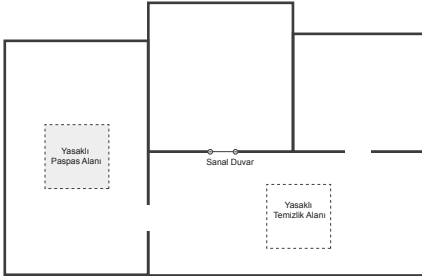 Yasaklı
Paspas Alanı
Sanal Duvar
Yasaklı
Temizlik Alanı